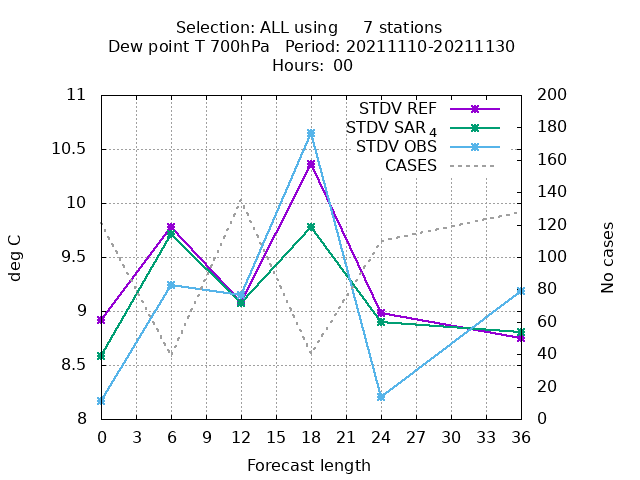 Selection: ALL using     7 stations
Dew point T 700hPa   Period: 20211110-20211130
Hours:  00
STDV REF
STDV SAR 4
STDV OBS
CASES
11
10.5
10
9.5
9
8.5
8
deg C
200
180
160
140
120
100
80
60
40
20
0
No cases
0 3 6 9 12 15 18 21 24 27 30 33 36
Forecast length